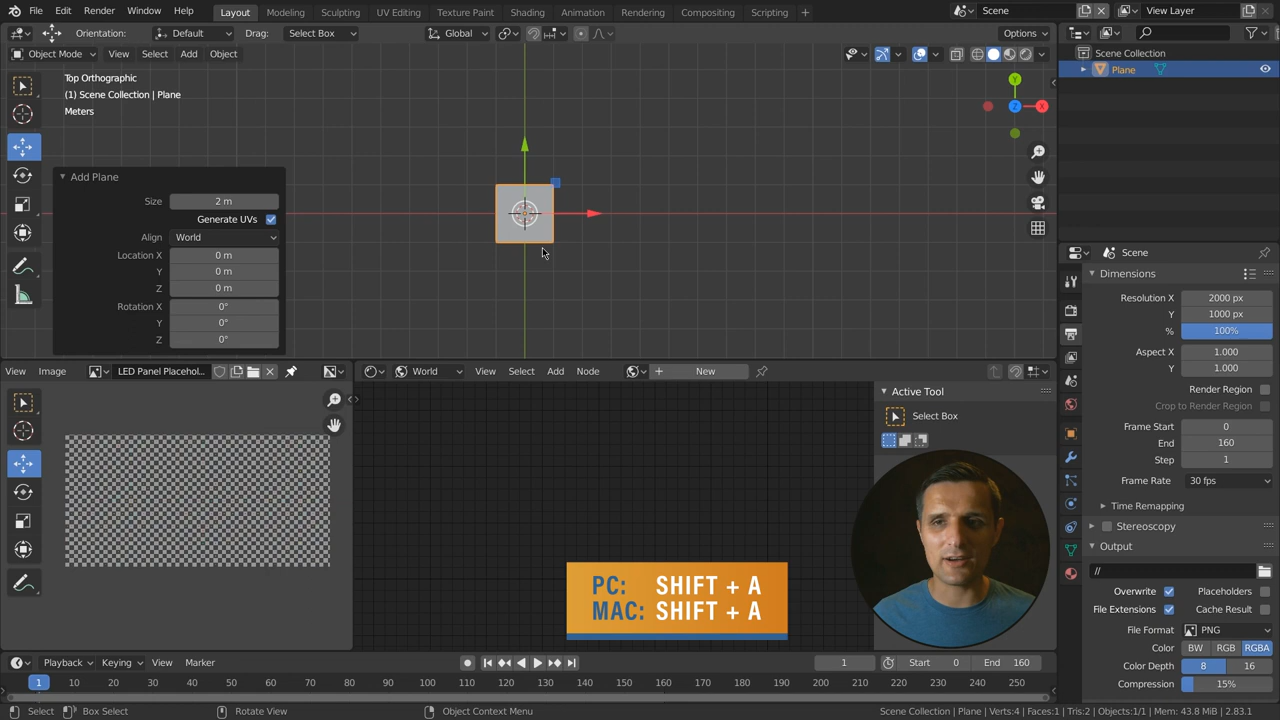 File Edit Render Window Help Layout Modeling Sculpting UV Editing Texture Paint Shading Animation Rendering Compositing Scripting + Scene View Layer
Orientation: Default Drag: Select Box Global Options
Object Mode View Select Add Object
Scene Collection
Plane
Top Orthographic
(1) Scene Collection | Plane
Meters
Y
Z
X
Add Plane
Size 2 m
Generate UVs
Align World
Location X 0 m
Y 0 m
Z 0 m
Rotation X 0°
Y 0°
Z 0°
Scene
Dimensions
Resolution X 2000 px
Y 1000 px
% 100%
Aspect X 1.000
Y 1.000
Render Region
Crop to Render Region
Frame Start 0
End 160
Step 1
Frame Rate 30 fps
Time Remapping
Stereoscopy
Output
//
Overwrite Placeholders
File Extensions Cache Result
File Format PNG
Color BW RGB RGBA
Color Depth 8 16
Compression 15%
View Image LED Panel Placehol...
World View Select Add Node + New
Active Tool
Select Box
PC: SHIFT + A
MAC: SHIFT + A
Playback Keying View Marker 1 Start 0 End 160
1 10 20 30 40 50 60 70 80 90 100 110 120 130 140 150 160 170 180 190 200 210 220 230 240 250
Select Box Select Rotate View Object Context Menu Scene Collection | Plane | Verts:4 | Faces:1 | Tris:2 | Objects:1/1 | Mem: 43.8 MiB | 2.83.1